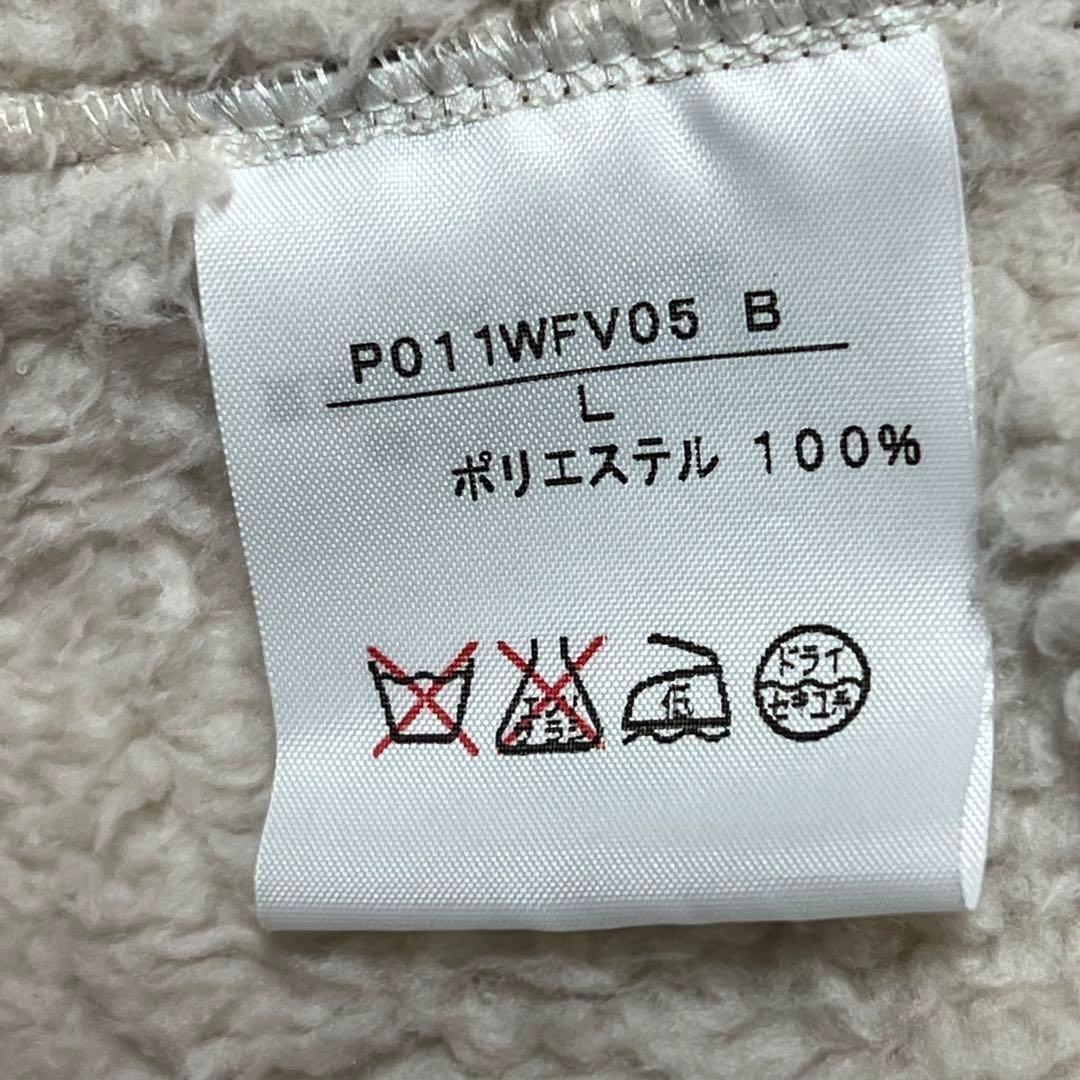 P011WFV05 B
L
ポリエステル 100%
エンソ
サラシ
低
ドライ
セキユ系